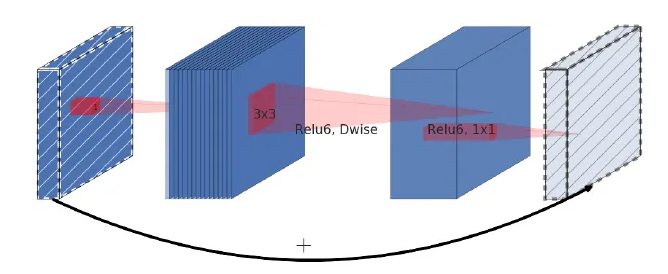 3x3
Relu6, Dwise
Relu6, 1x1
+